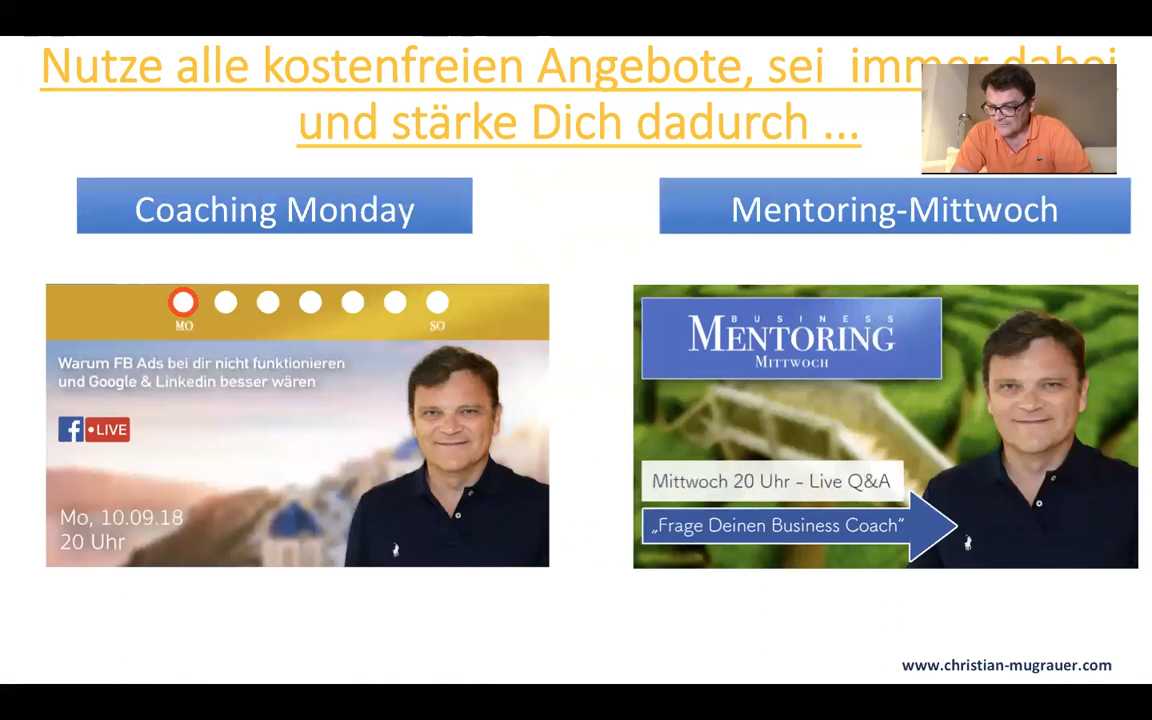 Nutze alle kostenfreien Angebote, sei immer dabei
und stärke Dich dadurch ...
Coaching Monday
Mentoring-Mittwoch
MO
SO
Warum FB Ads bei dir nicht funktionieren
und Google & Linkedin besser wären
f
•LIVE
Mo, 10.09.18
20 Uhr
BUSINESS
MENTORING
MITTWOCH
Mittwoch 20 Uhr – Live Q&A
„Frage Deinen Business Coach“
www.christian-mugrauer.com